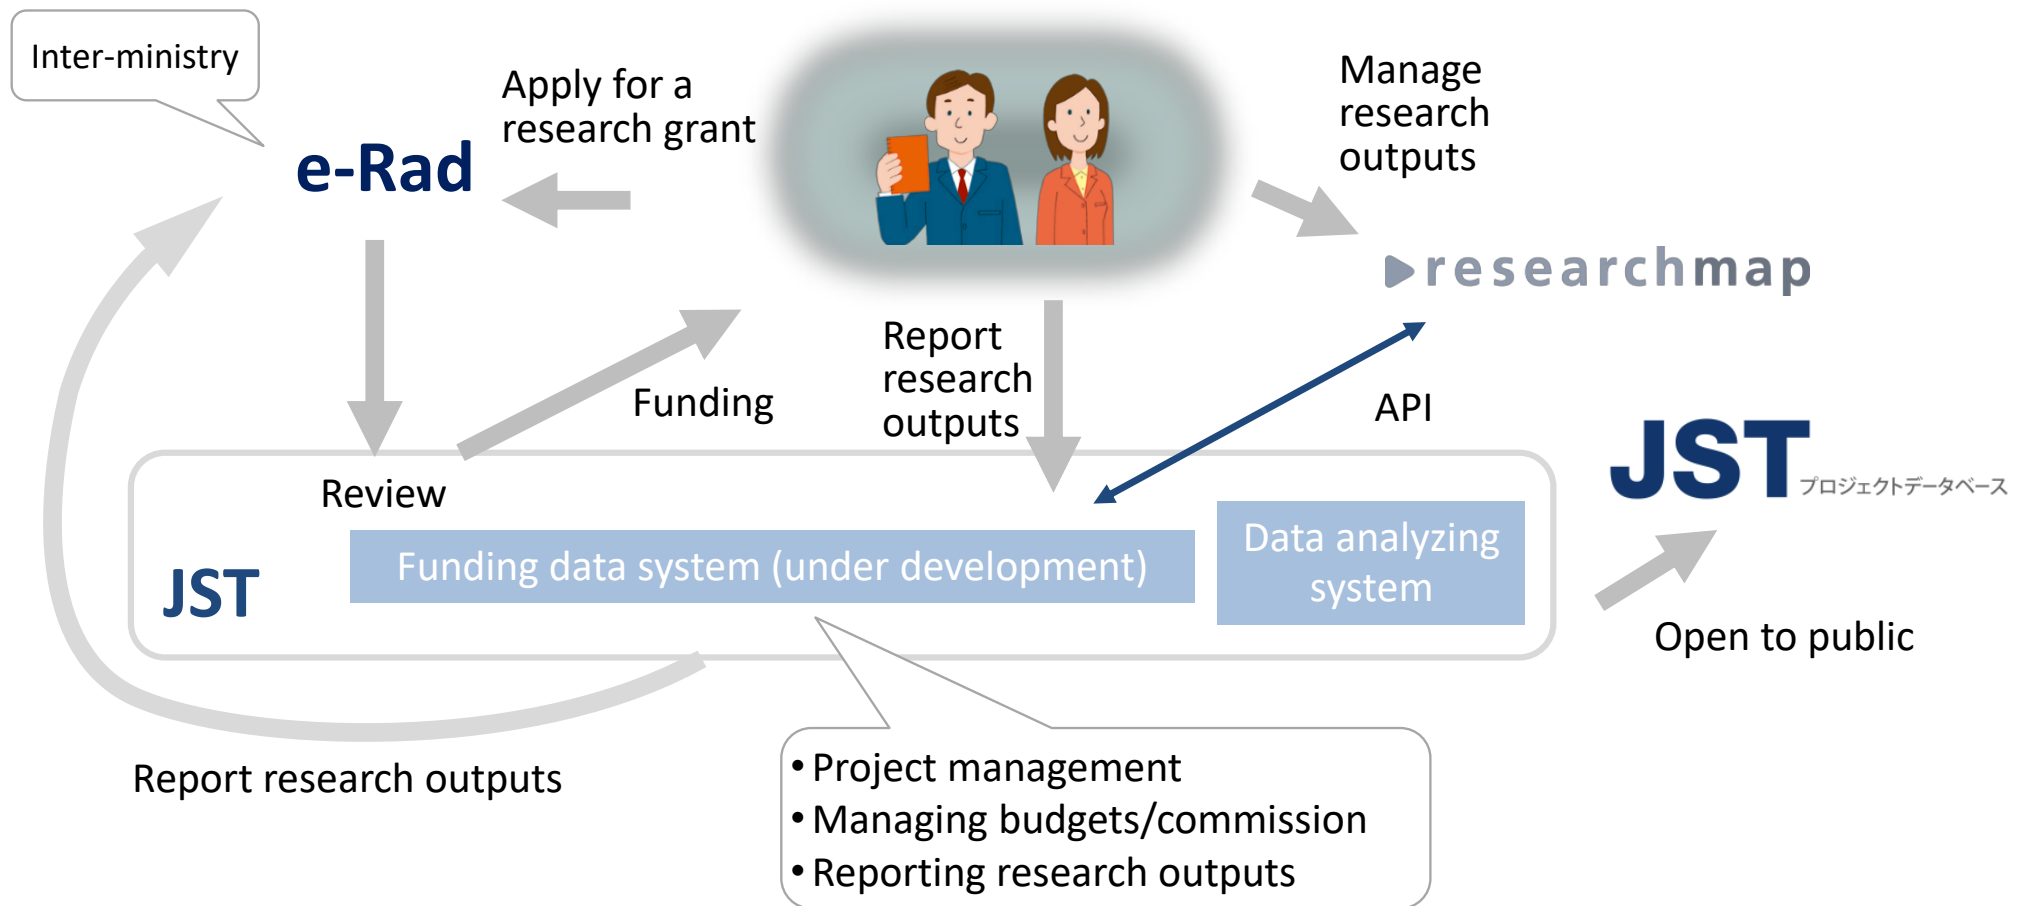 Inter-ministry
Apply for a
research grant
Manage
research
outputs
e-Rad
researchmap
Report
research
outputs
Funding
API
JST プロジェクトデータベース
Review
Funding data system (under development)
Data analyzing
system
JST
Open to public
Report research outputs
• Project management
• Managing budgets/commission
• Reporting research outputs